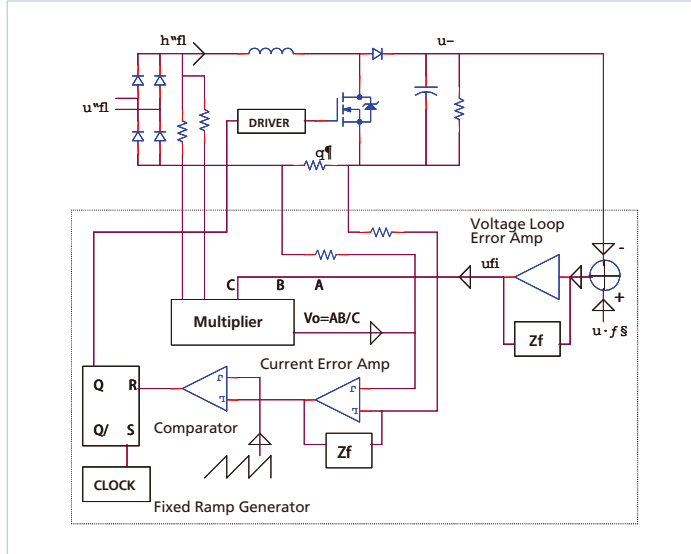 h‟fl
u–
u‟fl
DRIVER
q¶
Voltage Loop
Error Amp
-
ufi
C B A
+
Multiplier
Vo=AB/C
u·ƒ§
Zf
Current Error Amp
Q R
Comparator
Q/ S
Zf
CLOCK
Fixed Ramp Generator